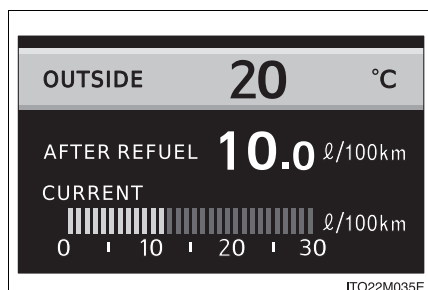 OUTSIDE 20 °C
AFTER REFUEL 10.0 ℓ/100km
CURRENT
ℓ/100km
0 10 20 30
ITO22M035E